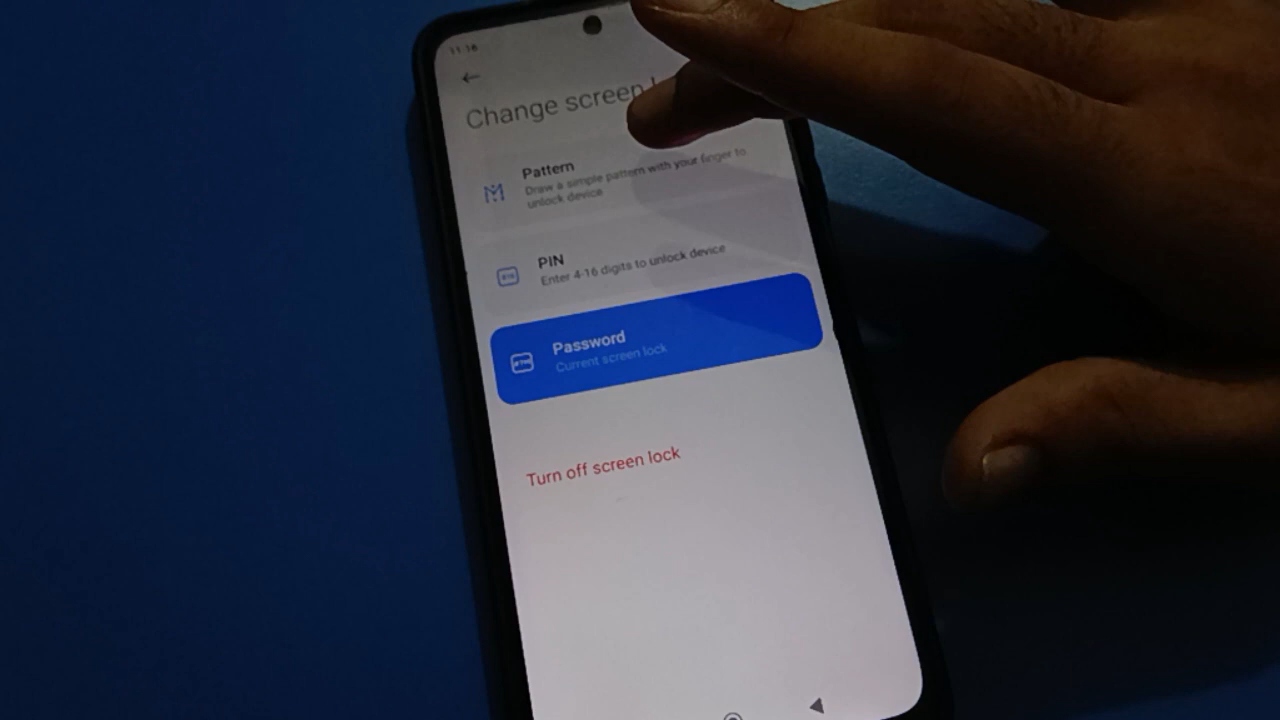 11:16
Change screen
Pattern
Draw a simple pattern with your finger to
unlock device
PIN
Enter 4-16 digits to unlock device
Password
Current screen lock
Turn off screen lock